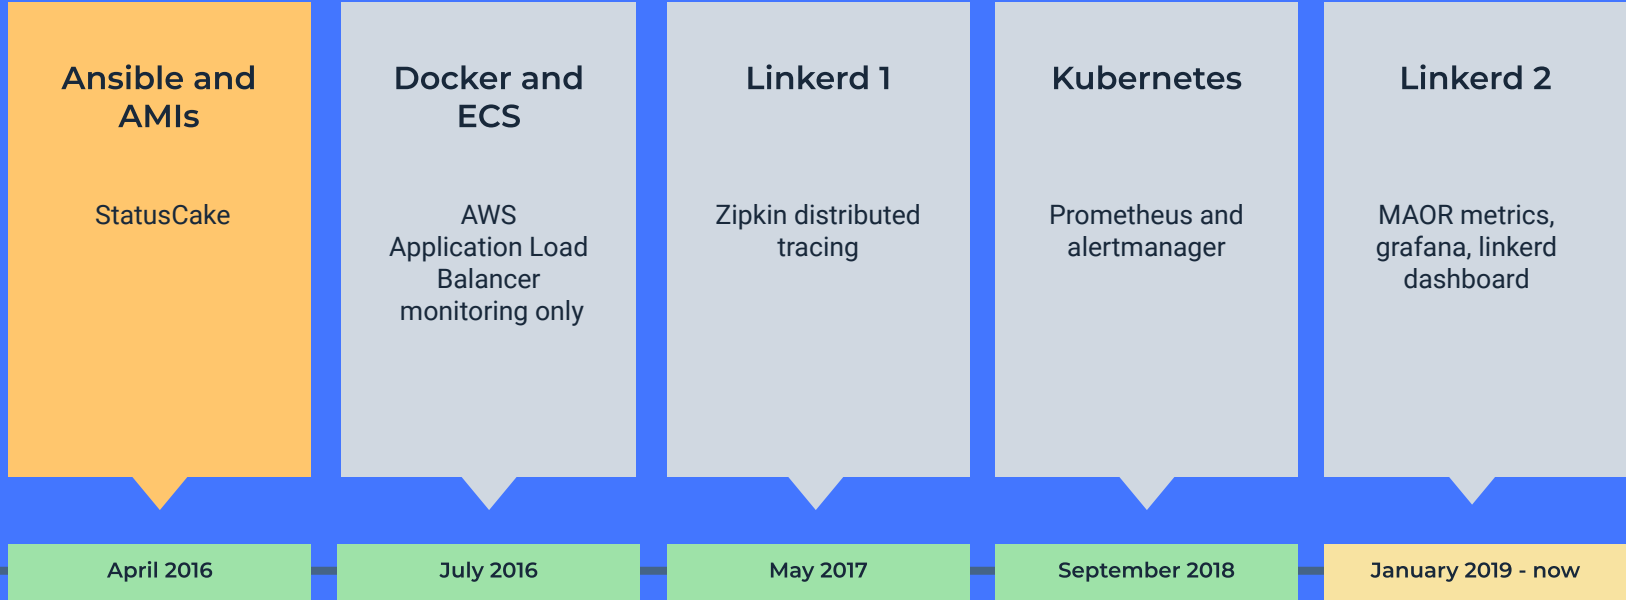 Ansible and
AMIs
StatusCake
April 2016
Docker and
ECS
AWS
Application Load
Balancer
monitoring only
July 2016
Linkerd 1
Zipkin distributed
tracing
May 2017
Kubernetes
Prometheus and
alertmanager
September 2018
Linkerd 2
MAOR metrics,
grafana, linkerd
dashboard
January 2019 - now